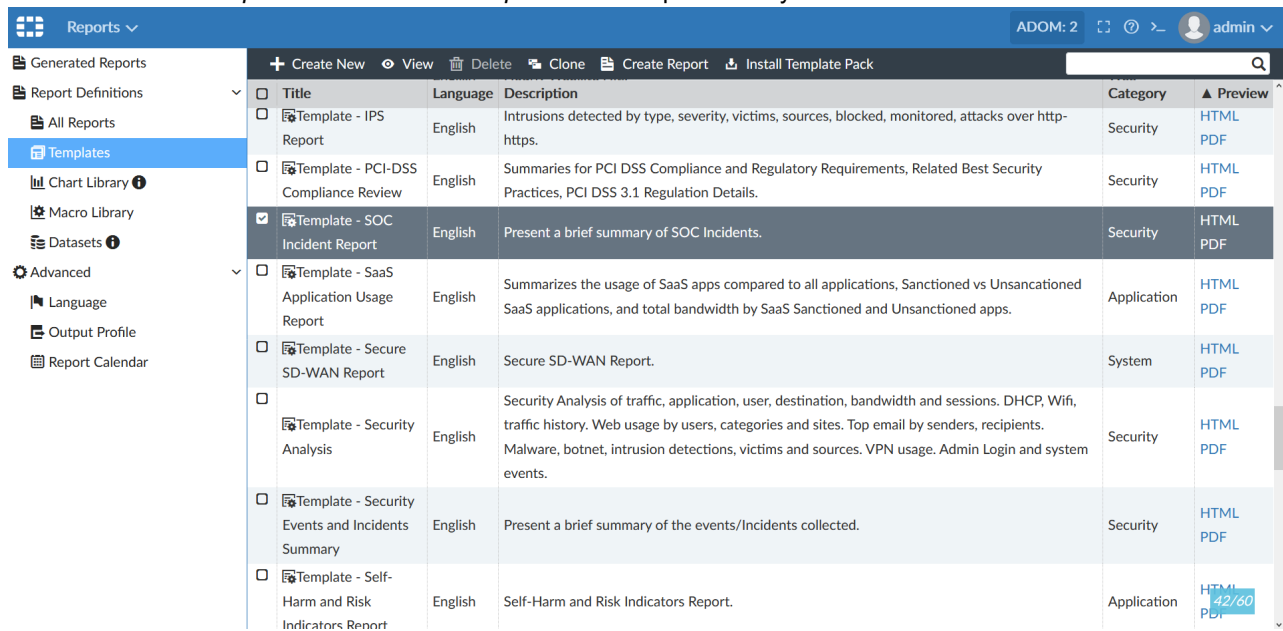 Reports
ADOM: 2
admin
Generated Reports
Report Definitions
All Reports
Templates
Chart Library
Macro Library
Datasets
Advanced
Language
Output Profile
Report Calendar
+ Create New View Delete Clone Create Report Install Template Pack
Title Language Description Category ▲ Preview
Template - IPS
Report
English
Intrusions detected by type, severity, victims, sources, blocked, monitored, attacks over http-
https.
Security
HTML
PDF
Template - PCI-DSS
Compliance Review
English
Summaries for PCI DSS Compliance and Regulatory Requirements, Related Best Security
Practices, PCI DSS 3.1 Regulation Details.
Security
HTML
PDF
Template - SOC
Incident Report
English
Present a brief summary of SOC Incidents.
Security
HTML
PDF
Template - SaaS
Application Usage
Report
English
Summarizes the usage of SaaS apps compared to all applications, Sanctioned vs Unsancationed
SaaS applications, and total bandwidth by SaaS Sanctioned and Unsanctioned apps.
Application
HTML
PDF
Template - Secure
SD-WAN Report
English
Secure SD-WAN Report.
System
HTML
PDF
Template - Security
Analysis
English
Security Analysis of traffic, application, user, destination, bandwidth and sessions. DHCP, Wifi,
traffic history. Web usage by users, categories and sites. Top email by senders, recipients.
Malware, botnet, intrusion detections, victims and sources. VPN usage. Admin Login and system
events.
Security
HTML
PDF
Template - Security
Events and Incidents
Summary
English
Present a brief summary of the events/Incidents collected.
Security
HTML
PDF
Template - Self-
Harm and Risk
Indicators Report
English
Self-Harm and Risk Indicators Report.
Application
HTML
PDF
42/60